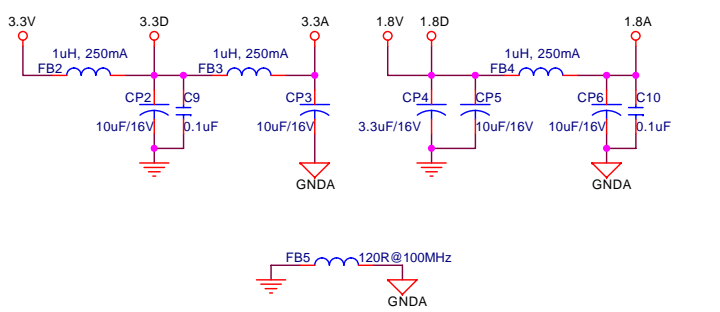 3.3V 3.3D 3.3A 1.8V 1.8D 1.8A
1uH, 250mA 1uH, 250mA 1uH, 250mA
FB2 FB3 FB4
CP2 C9 CP3 CP4 CP5 CP6 C10
10uF/16V 0.1uF 10uF/16V 3.3uF/16V 10uF/16V 10uF/16V 0.1uF
GNDA GNDA
FB5 120R@100MHz
GNDA